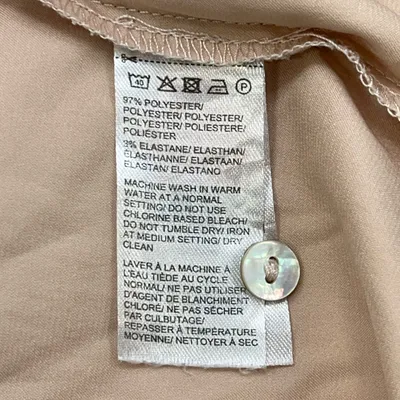 40 P
97% POLYESTER/
POLYESTER/ POLYESTER/
POLYESTER/ POLIESTERE/
POLIÉSTER
3% ELASTANE/ ELASTHAN/
ÉLASTHANNE/ ELASTAAN/
ELASTAN/ ELASTANO
MACHINE WASH IN WARM
WATER AT A NORMAL
SETTING/ DO NOT USE
CHLORINE BASED BLEACH/
DO NOT TUMBLE DRY/ IRON
AT MEDIUM SETTING/ DRY
CLEAN
LAVER À LA MACHINE À
L'EAU TIÈDE AU CYCLE
NORMAL/ NE PAS UTILISER
D'AGENT DE BLANCHIMENT
CHLORÉ/ NE PAS SÉCHER
PAR CULBUTAGE/
REPASSER À TEMPÉRATURE
MOYENNE/ NETTOYER À SEC